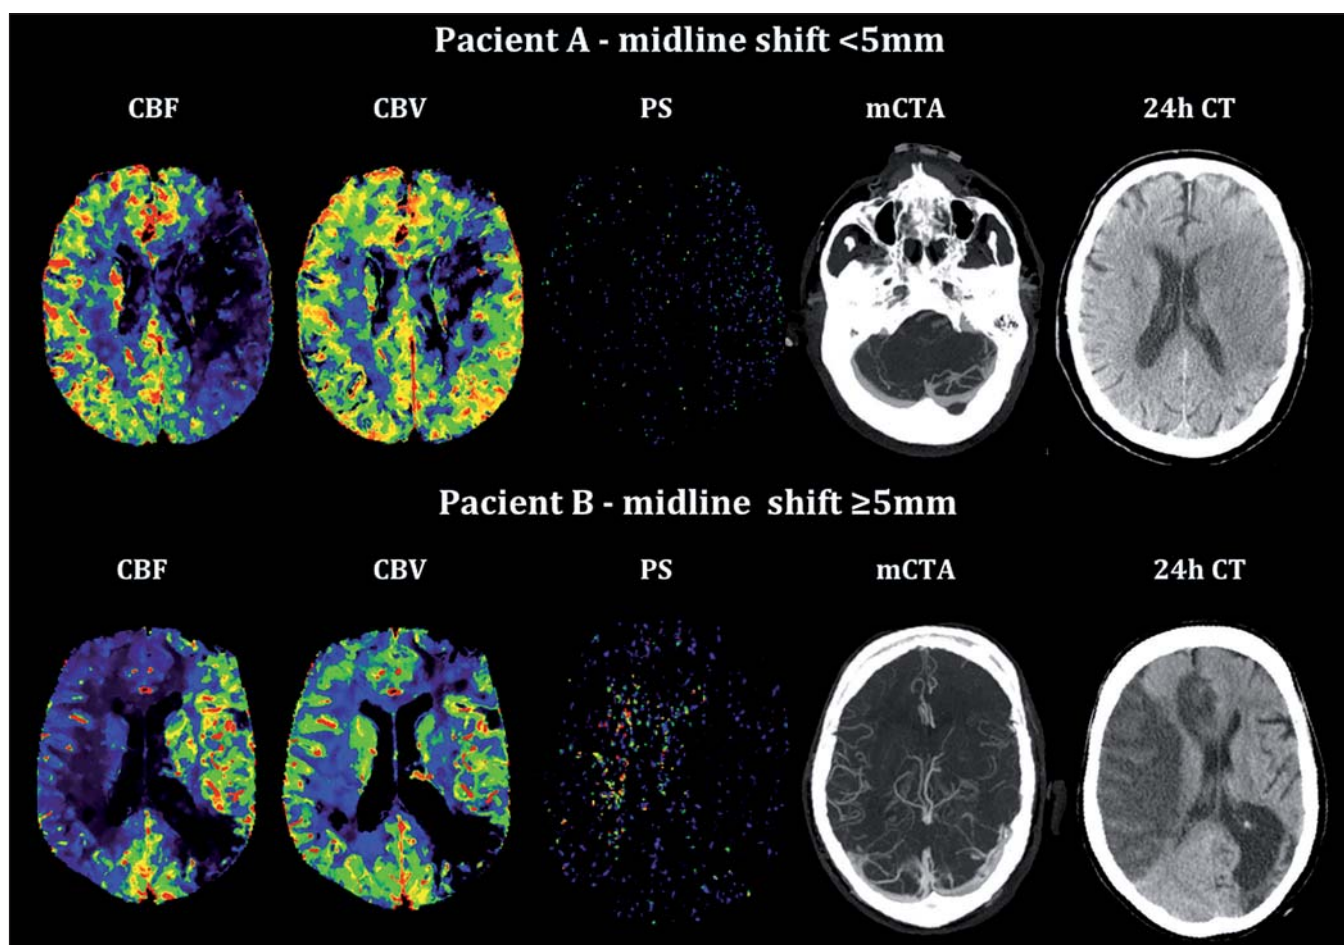 Pacient A - midline shift <5mm
CBF CBV PS mCTA 24h CT
Pacient B - midline shift ≥5mm
CBF CBV PS mCTA 24h CT